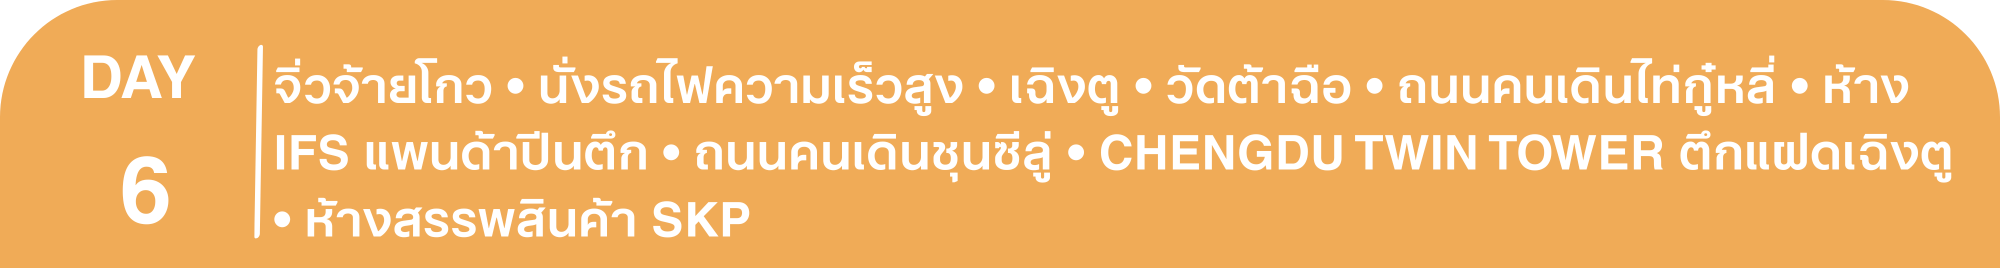 DAY
6
จิ่วจ้ายโกว • นั่งรถไฟความเร็วสูง • เฉิงตู • วัดต้าฉือ • ถนนคนเดินไท่กู๋หลี่ • ห้าง
IFS แพนด้าปีนตึก • ถนนคนเดินชุนซีลู่ • CHENGDU TWIN TOWER ตึกแฝดเฉิงตู
• ห้างสรรพสินค้า SKP